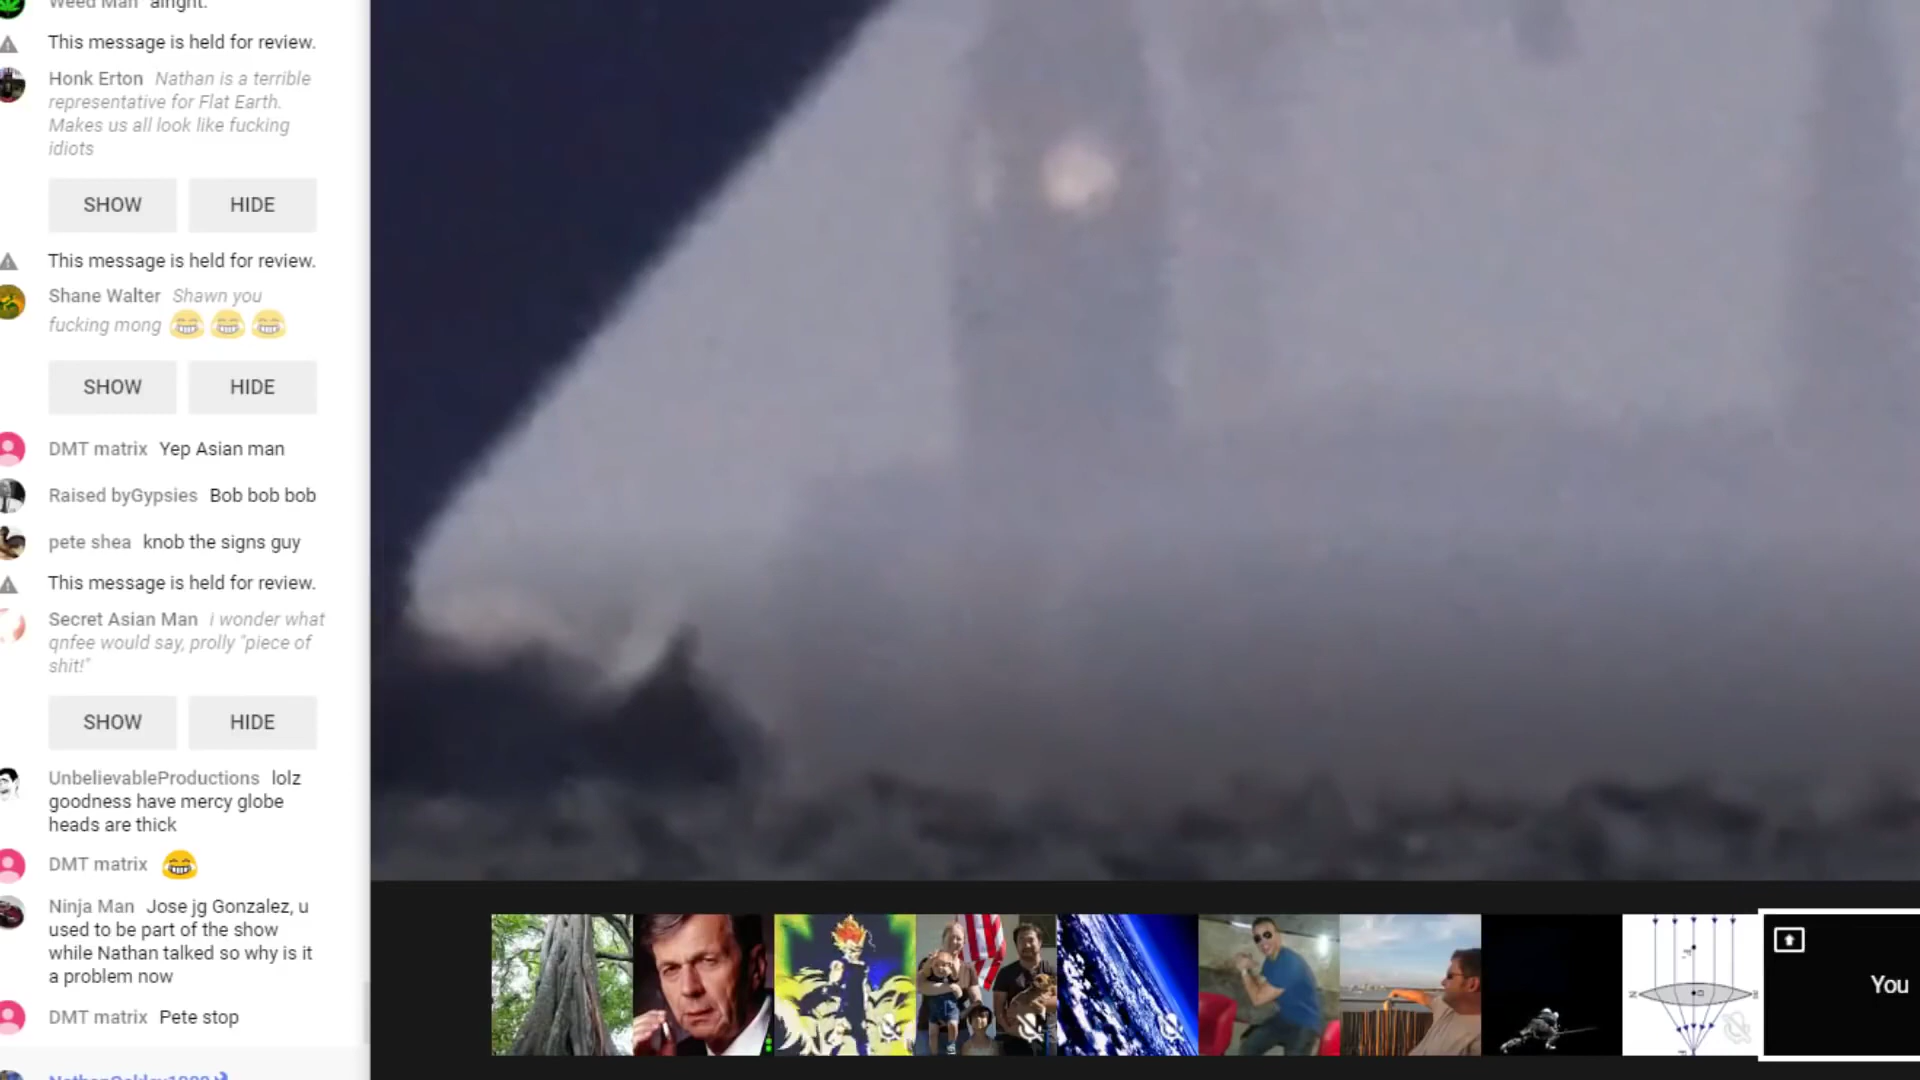 Weed Man alright.
This message is held for review.
Honk Erton Nathan is a terrible
representative for Flat Earth.
Makes us all look like fucking
idiots
SHOW HIDE
This message is held for review.
Shane Walter Shawn you
fucking mong 😂 😂 😂
SHOW HIDE
DMT matrix Yep Asian man
Raised byGypsies Bob bob bob
pete shea knob the signs guy
This message is held for review.
Secret Asian Man i wonder what
qnfee would say, prolly "piece of
shit!"
SHOW HIDE
UnbelievableProductions lolz
goodness have mercy globe
heads are thick
DMT matrix 😂
Ninja Man Jose jg Gonzalez, u
used to be part of the show
while Nathan talked so why is it
a problem now
DMT matrix Pete stop
You